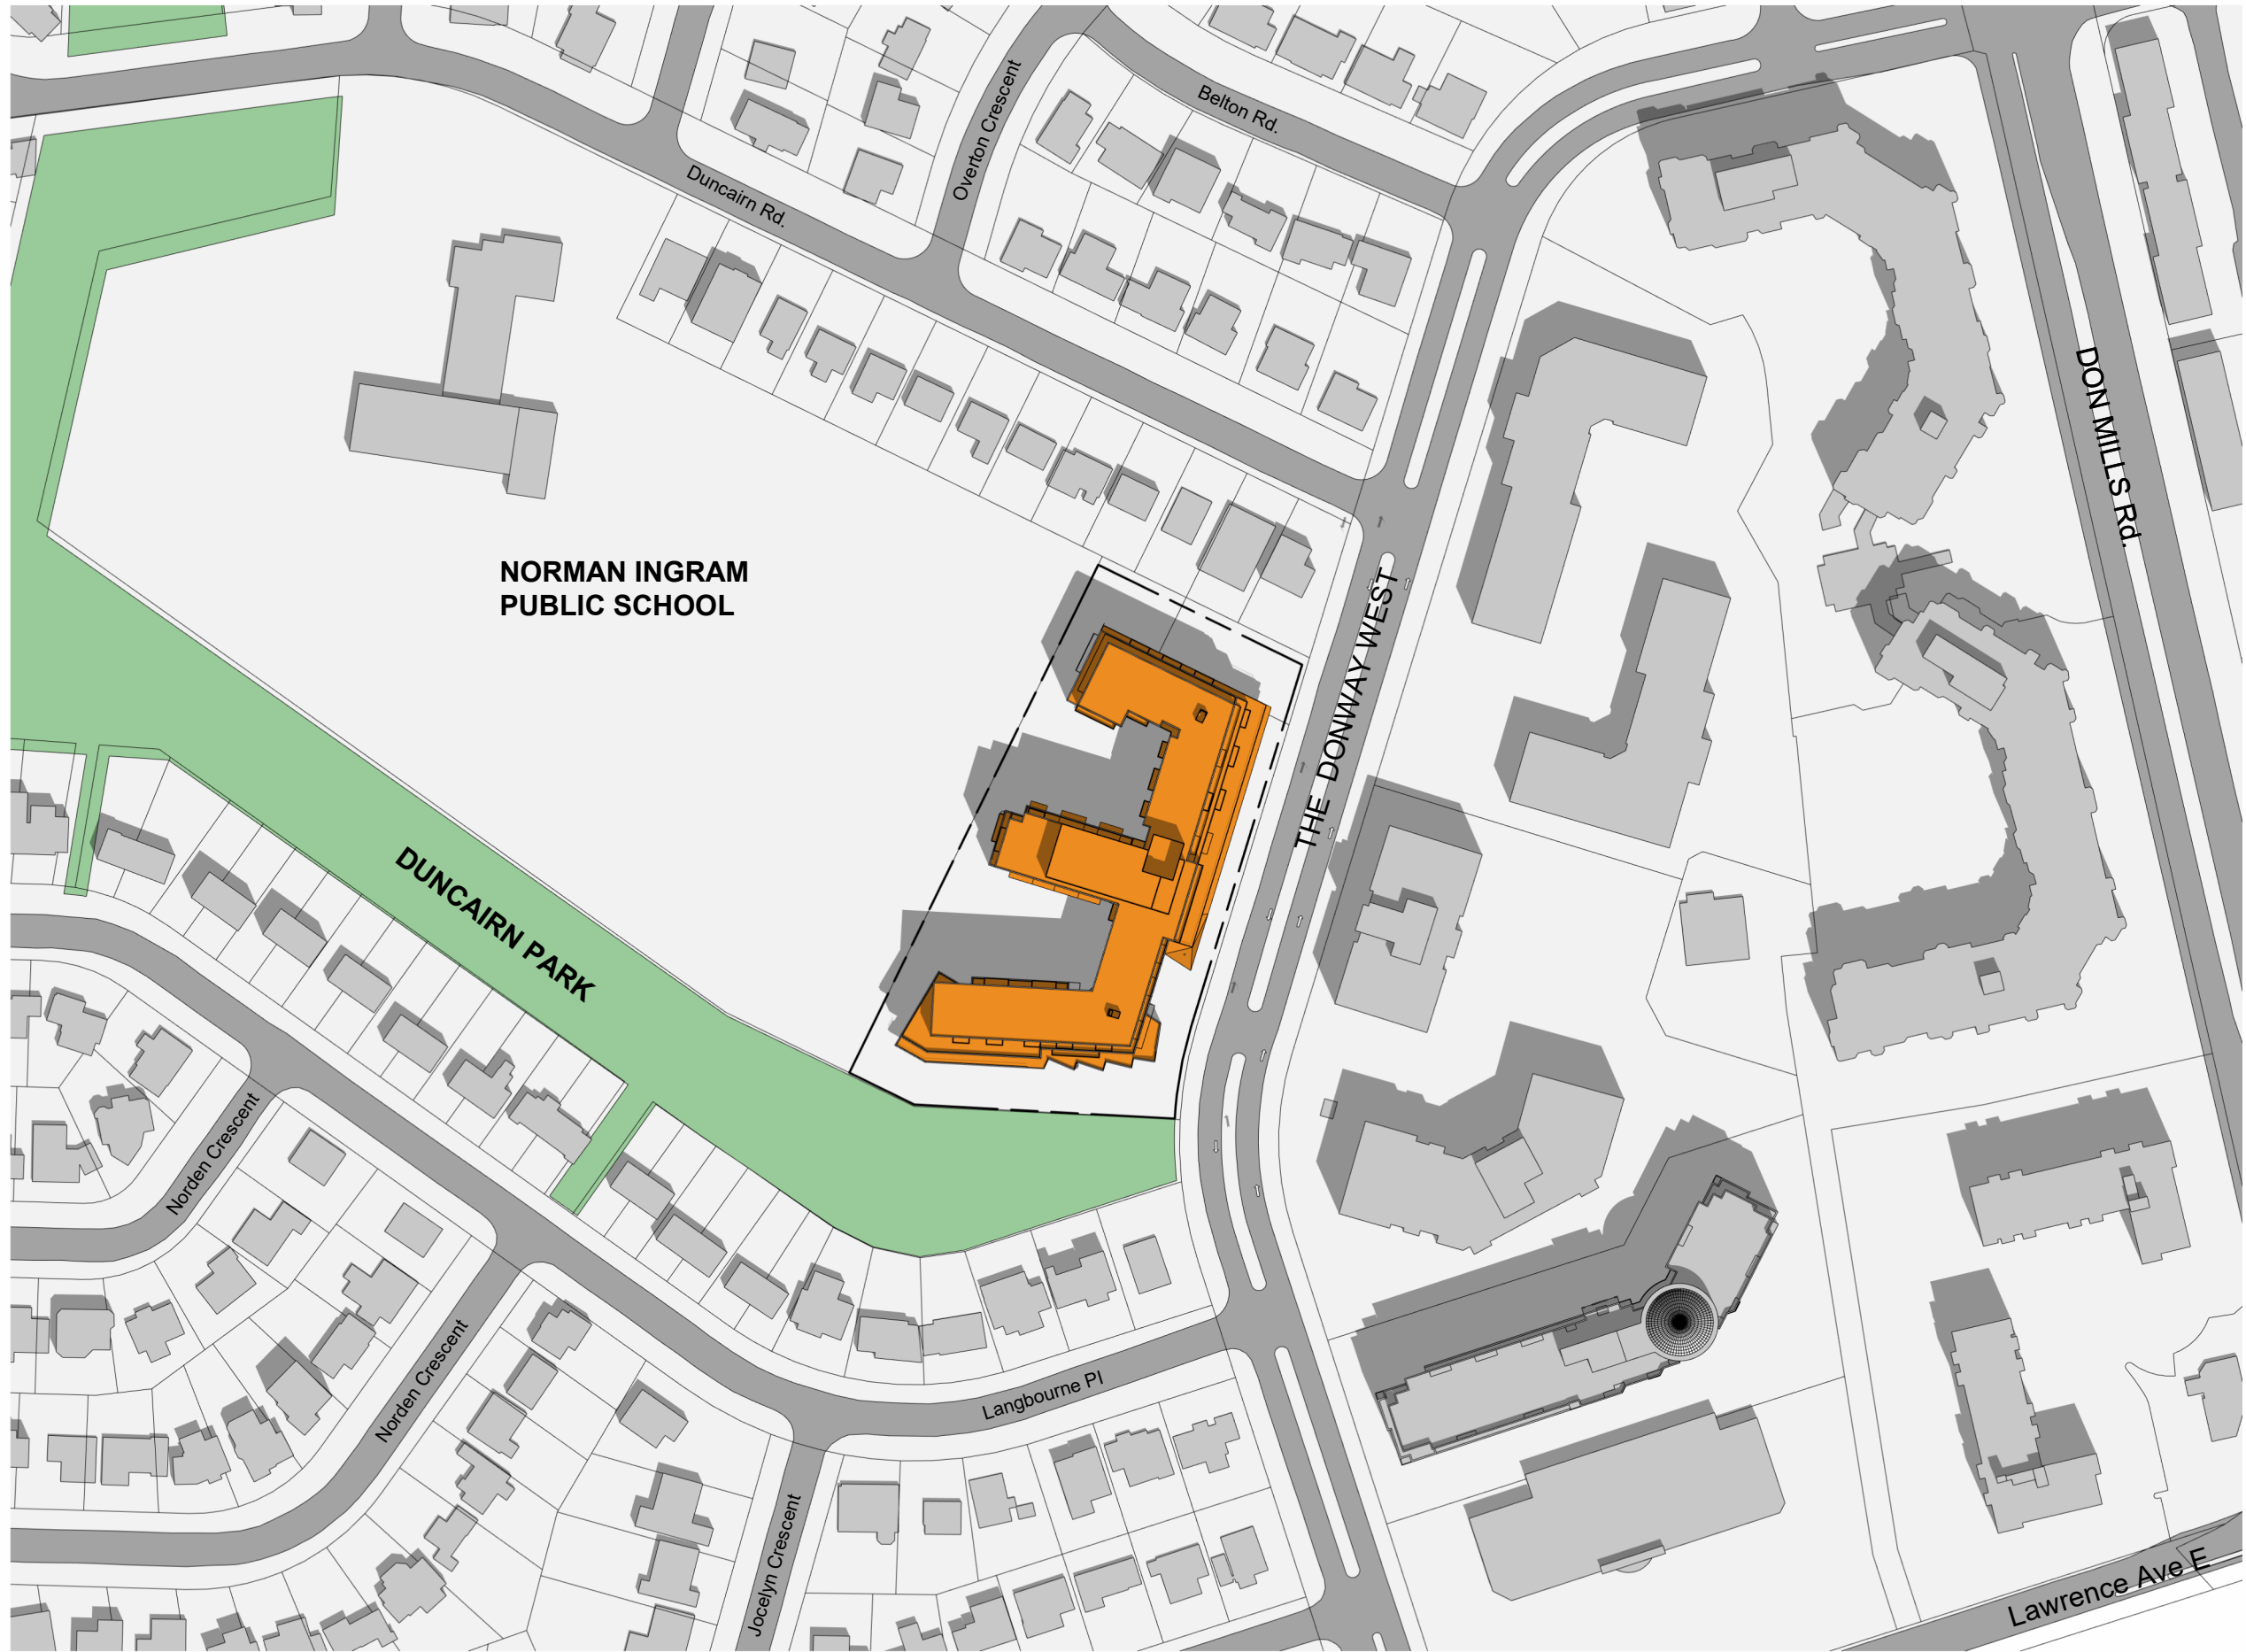 Belton Rd.
Overton Crescent
Duncairn Rd.
DON MILLS Rd.
NORMAN INGRAM
PUBLIC SCHOOL
THE DONWAY WEST
DUNCAIRN PARK
Norden Crescent
Norden Crescent
Langbourne Pl
Jocelyn Crescent
Lawrence Ave E